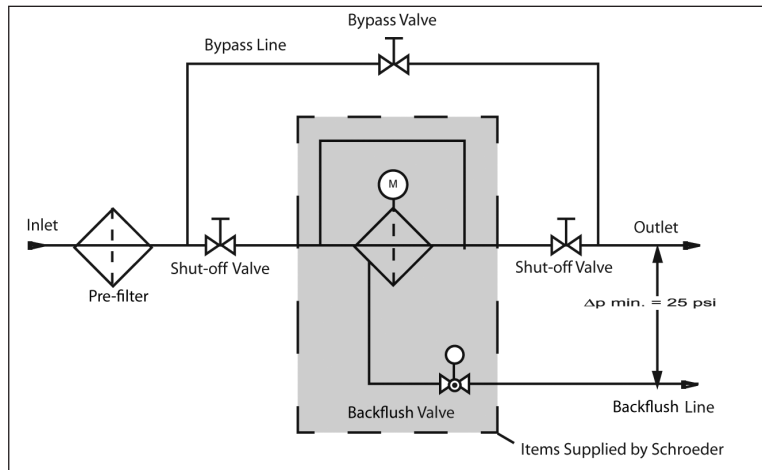 Bypass Valve
Bypass Line
M
Inlet
Outlet
Shut-off Valve
Shut-off Valve
Pre-filter
Δp min. = 25 psi
Backflush Valve
Backflush Line
Items Supplied by Schroeder